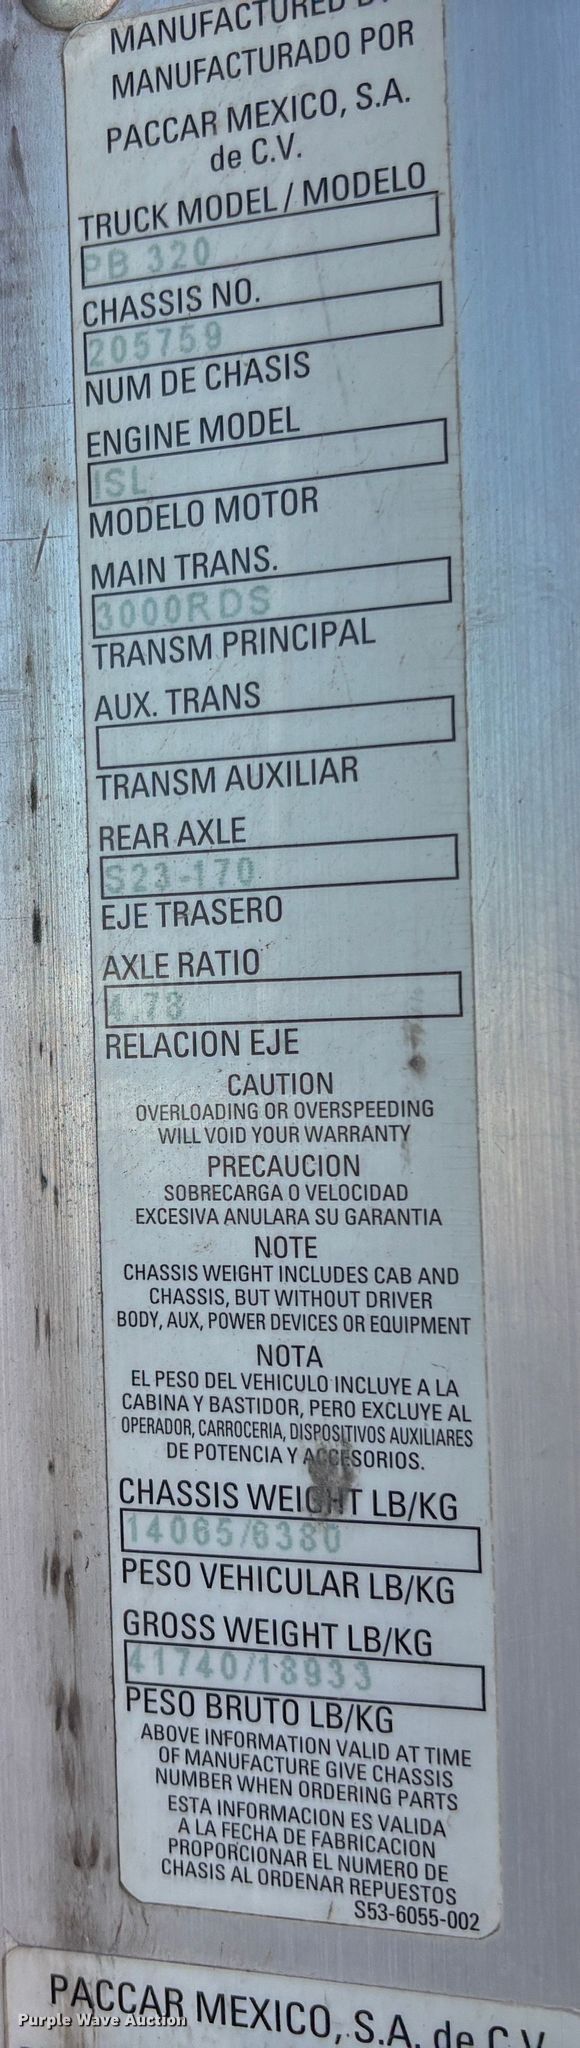 MANUFACTURED BY
MANUFACTURADO POR
PACCAR MEXICO, S.A.
de C.V.
TRUCK MODEL / MODELO
PB 320
CHASSIS NO.
205759
NUM DE CHASIS
ENGINE MODEL
ISL
MODELO MOTOR
MAIN TRANS.
3000RDS
TRANSM PRINCIPAL
AUX. TRANS
TRANSM AUXILIAR
REAR AXLE
S23-170
EJE TRASERO
AXLE RATIO
4.78
RELACION EJE
CAUTION
OVERLOADING OR OVERSPEEDING
WILL VOID YOUR WARRANTY
PRECAUCION
SOBRECARGA O VELOCIDAD
EXCESIVA ANULARA SU GARANTIA
NOTE
CHASSIS WEIGHT INCLUDES CAB AND
CHASSIS, BUT WITHOUT DRIVER
BODY, AUX, POWER DEVICES OR EQUIPMENT
NOTA
EL PESO DEL VEHICULO INCLUYE A LA
CABINA Y BASTIDOR, PERO EXCLUYE AL
OPERADOR, CARROCERIA, DISPOSITIVOS AUXILIARES
DE POTENCIA Y ACCESORIOS.
CHASSIS WEIGHT LB/KG
14065/6380
PESO VEHICULAR LB/KG
GROSS WEIGHT LB/KG
41740/18933
PESO BRUTO LB/KG
ABOVE INFORMATION VALID AT TIME
OF MANUFACTURE GIVE CHASSIS
NUMBER WHEN ORDERING PARTS
ESTA INFORMACION ES VALIDA
A LA FECHA DE FABRICACION
PROPORCIONAR EL NUMERO DE
CHASIS AL ORDENAR REPUESTOS
S53-6055-002
PACCAR MEXICO, S.A. de C.V.
Purple Wave Auction